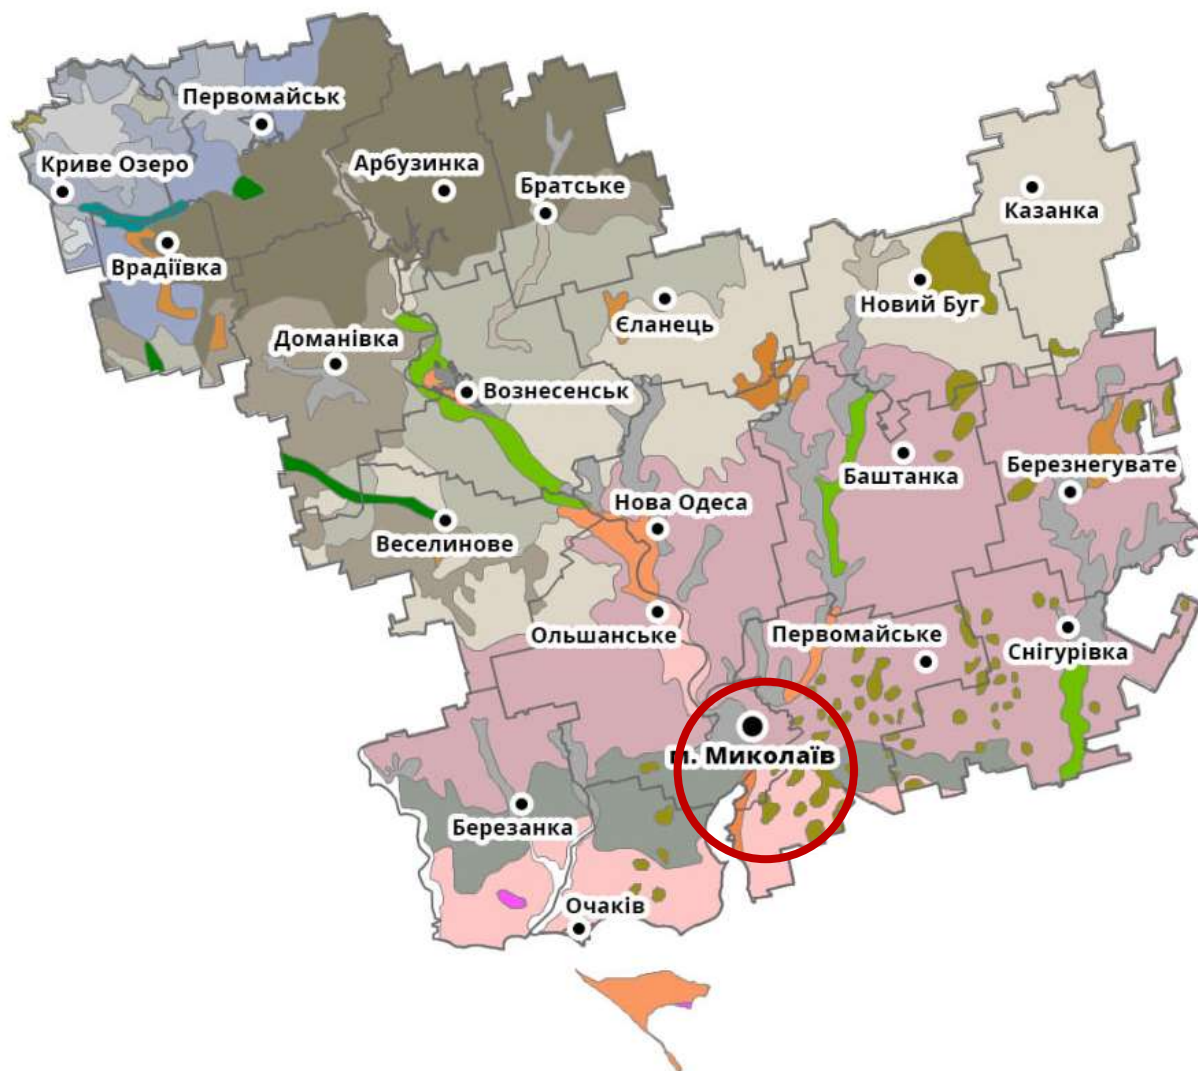 Первомайськ
Криве Озеро
Арбузинка
Братське
Казанка
Врадіївка
Новий Буг
Єланець
Доманівка
Вознесенськ
Баштанка
Березнегувате
Нова Одеса
Веселинове
Ольшанське
Первомайське
Снігурівка
м. Миколаїв
Березанка
Очаків